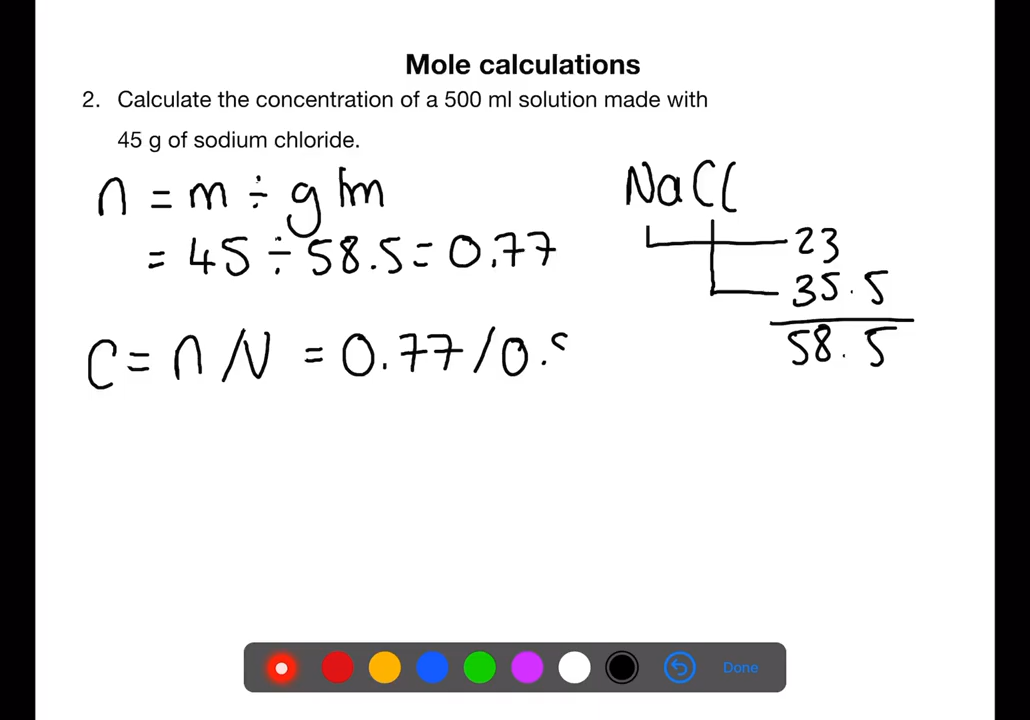 Mole calculations
2. Calculate the concentration of a 500 ml solution made with
45 g of sodium chloride.
n = m ÷ gfm
= 45 ÷ 58.5 = 0.77
NaCl
23
35.5
58.5
C = n/V = 0.77/0.5
Done